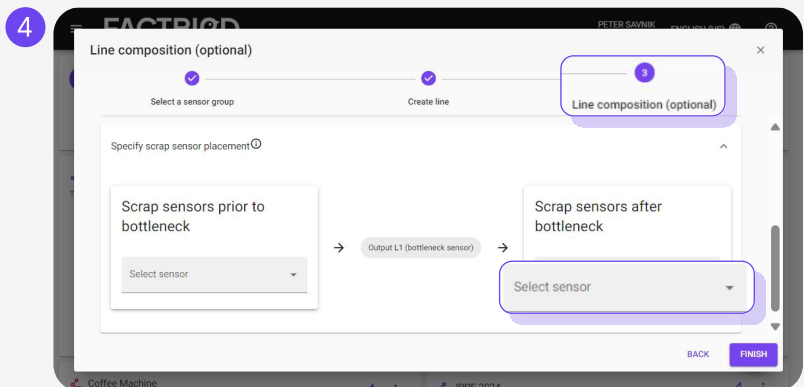 4
FACTBIRD
PETER SAVNIK
ENGLISH (US)
Line composition (optional)
Select a sensor group
Create line
3
Line composition (optional)
Specify scrap sensor placement
Scrap sensors prior to
bottleneck
Select sensor
Output L1 (bottleneck sensor)
Scrap sensors after
bottleneck
Select sensor
BACK
FINISH
Coffee Machine